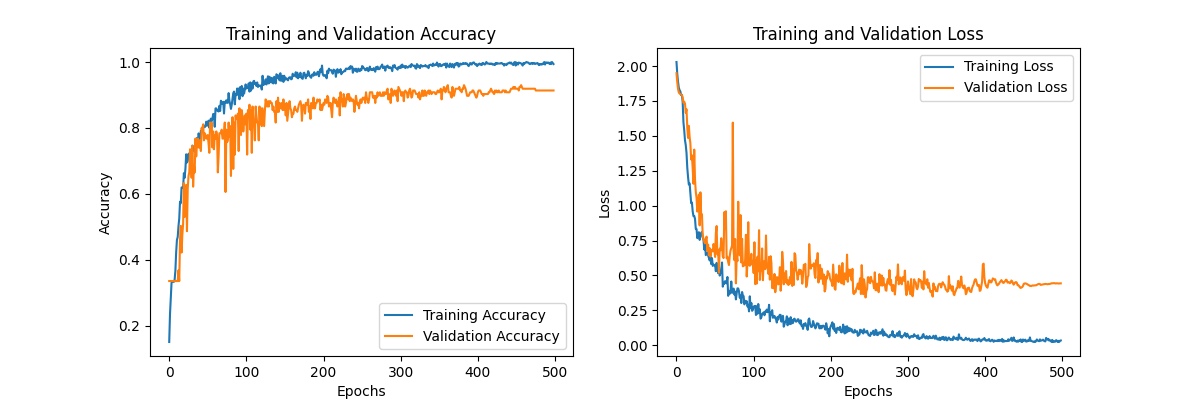 Training and Validation Accuracy
Accuracy
1.0
0.8
0.6
0.4
0.2
0 100 200 300 400 500
Epochs
Training Accuracy
Validation Accuracy
Training and Validation Loss
Loss
2.00
1.75
1.50
1.25
1.00
0.75
0.50
0.25
0.00
0 100 200 300 400 500
Epochs
Training Loss
Validation Loss